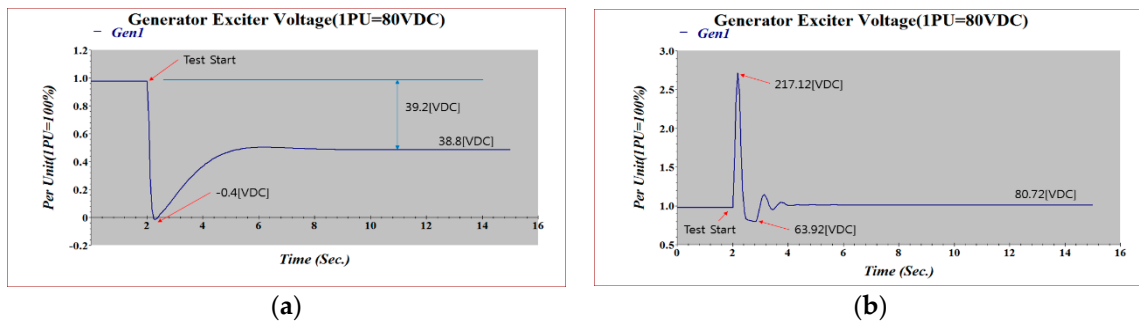 Generator Exciter Voltage(1PU=80VDC)
Gen1
Per Unit(1PU=100%)
1.2
1.0
0.8
0.6
0.4
0.2
0
-0.2
Test Start
39.2[VDC]
38.8[VDC]
-0.4[VDC]
0 2 4 6 8 10 12 14 16
Time (Sec.)
(a)
Generator Exciter Voltage(1PU=80VDC)
Gen1
Per Unit(1PU=100%)
3.0
2.5
2.0
1.5
1.0
0.5
217.12[VDC]
80.72[VDC]
Test Start
63.92[VDC]
0 2 4 6 8 10 12 14 16
Time (Sec.)
(b)